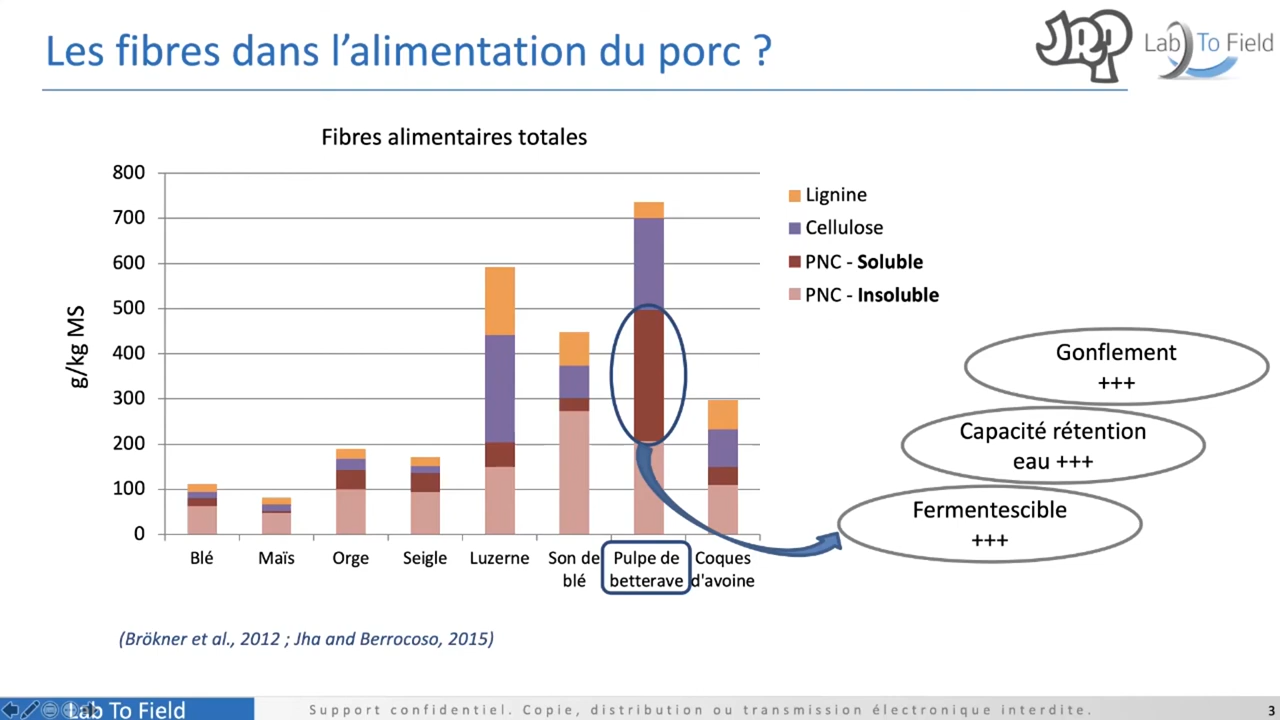 Les fibres dans l’alimentation du porc ?
JRP
Lab To Field
Fibres alimentaires totales
800
700
600
500
400
300
200
100
0
g/kg MS
Lignine
Cellulose
PNC - Soluble
PNC - Insoluble
Blé
Maïs
Orge
Seigle
Luzerne
Son de
blé
Pulpe de
betterave
Coques
d'avoine
Gonflement
+++
Capacité rétention
eau +++
Fermentescible
+++
(Brökner et al., 2012 ; Jha and Berrocoso, 2015)
Lab To Field
Support confidentiel. Copie, distribution ou transmission électronique interdite.
3